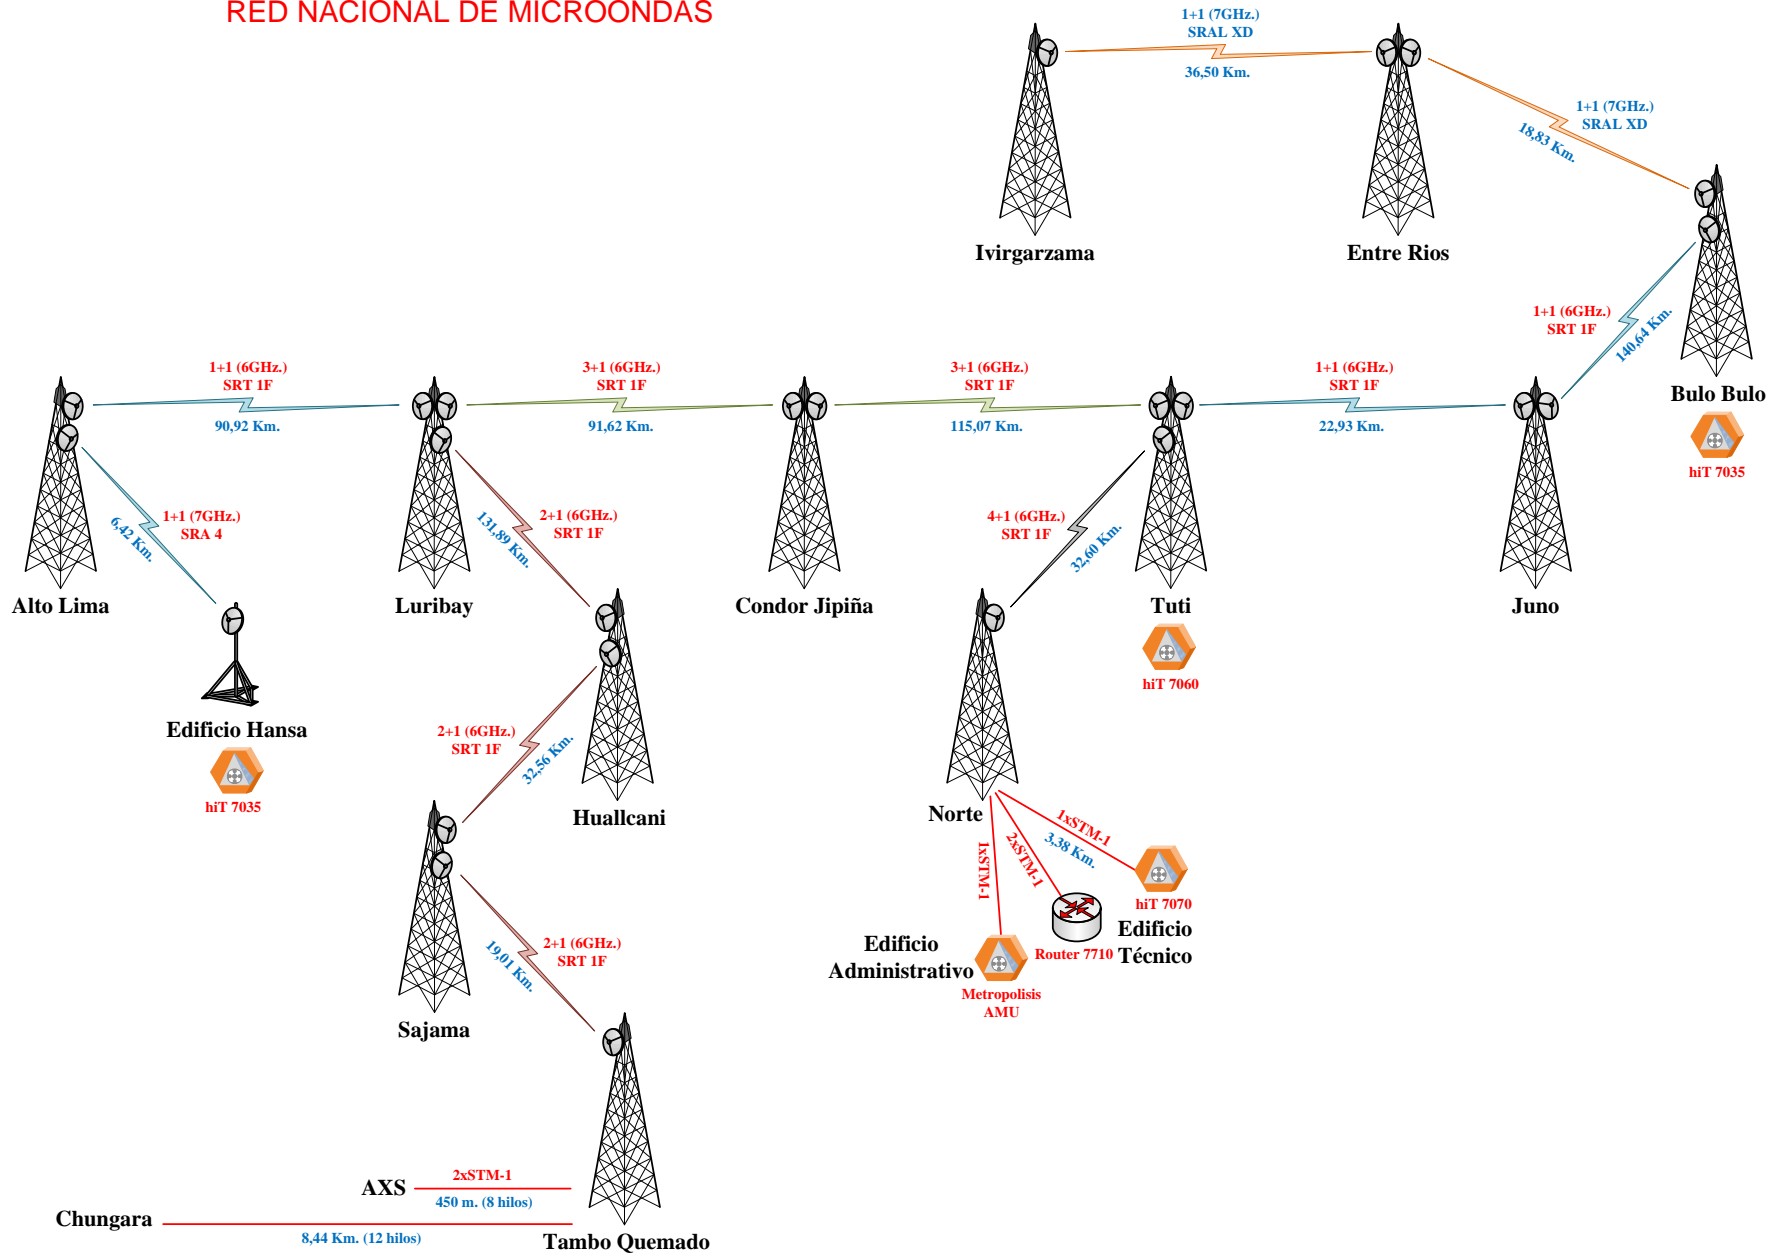 RED NACIONAL DE MICROONDAS
1+1 (7GHz.)
SRAL XD
36,50 Km.
1+1 (7GHz.)
SRAL XD
18,83 Km.
Ivirgarzama
Entre Rios
1+1 (6GHz.)
SRT 1F
140,64 Km.
Bulo Bulo
hiT 7035
1+1 (6GHz.)
SRT 1F
90,92 Km.
3+1 (6GHz.)
SRT 1F
91,62 Km.
3+1 (6GHz.)
SRT 1F
115,07 Km.
1+1 (6GHz.)
SRT 1F
22,93 Km.
1+1 (7GHz.)
SRA 4
6,42 Km.
2+1 (6GHz.)
SRT 1F
131,89 Km.
4+1 (6GHz.)
SRT 1F
32,60 Km.
Alto Lima
Luribay
Condor Jipiña
Tuti
hiT 7060
Juno
Edificio Hansa
hiT 7035
2+1 (6GHz.)
SRT 1F
32,56 Km.
Huallcani
Norte
1xSTM-1
3,38 Km.
2xSTM-1
1xSTM-1
hiT 7070
Edificio
Técnico
Router 7710
Edificio
Administrativo
Metropolisis
AMU
2+1 (6GHz.)
SRT 1F
19,01 Km.
Sajama
AXS
2xSTM-1
450 m. (8 hilos)
Chungara
8,44 Km. (12 hilos)
Tambo Quemado